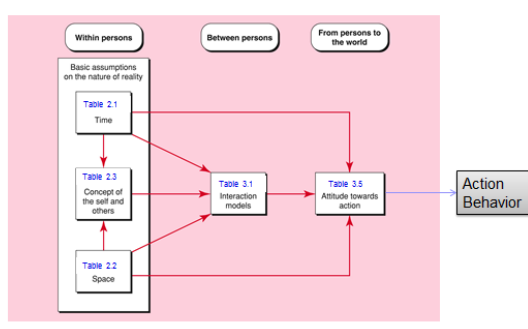 Within persons
Between persons
From persons to
the world
Basic assumptions
on the nature of reality
Table 2.1
Time
Table 2.3
Concept of
the self and
others
Table 3.1
Interaction
models
Table 3.5
Attitude towards
action
Action
Behavior
Table 2.2
Space